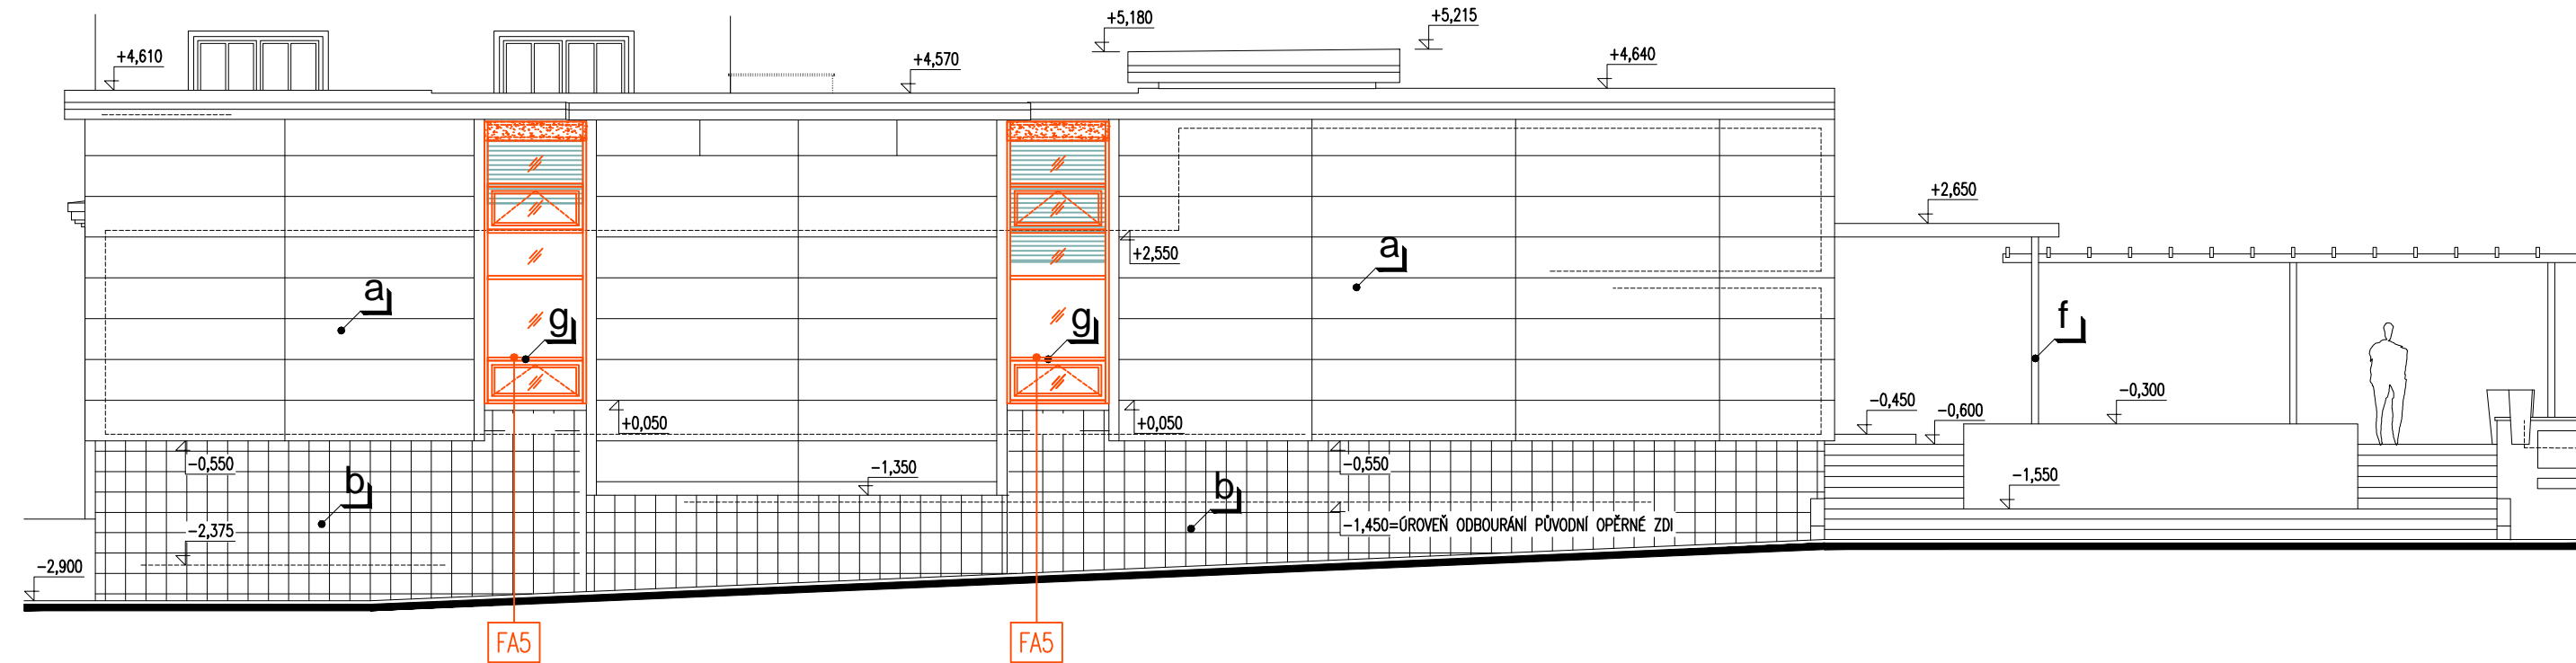 +5,180
+5,215
+4,610
+4,570
+4,640
+2,650
+2,550
a
a
g
g
f
+0,050
+0,050
-0,450
-0,600
-0,300
-0,550
-0,550
-1,350
-1,550
b
b
-2,375
-1,450=ÚROVEŇ ODBOURÁNÍ PŮVODNÍ OPĚRNÉ ZDI
-2,900
FA5
FA5